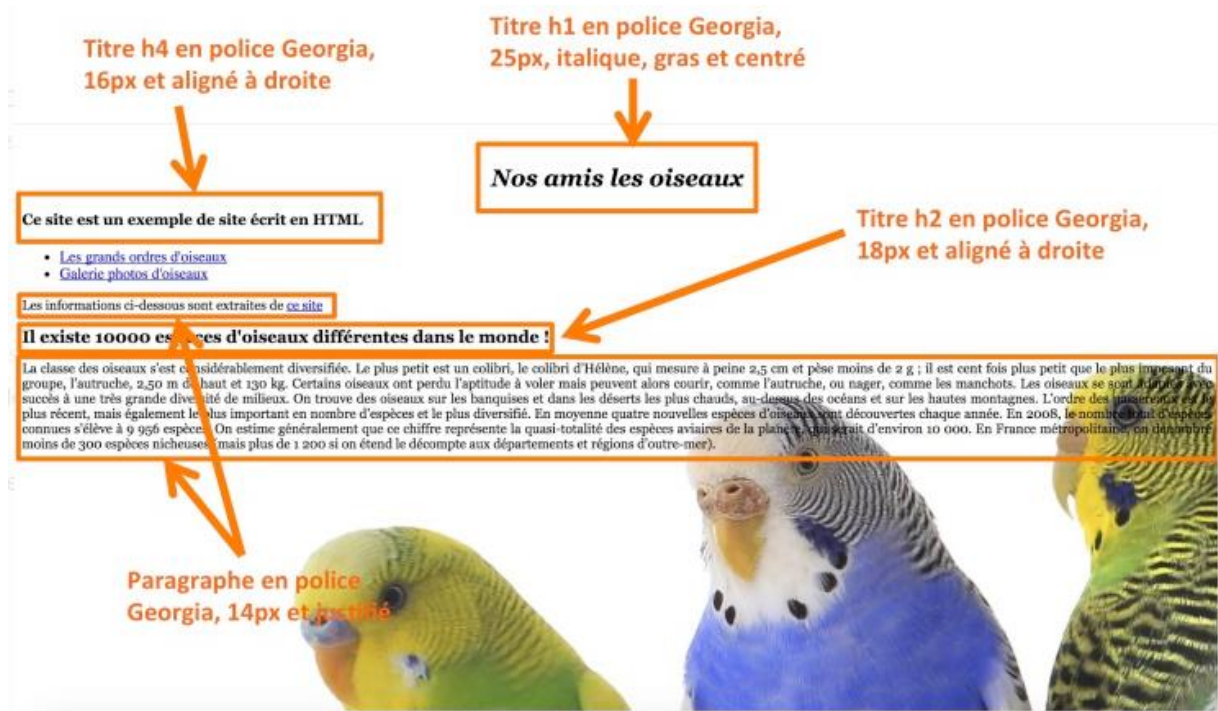 Titre h4 en police Georgia,
16px et aligné à droite
Titre h1 en police Georgia,
25px, italique, gras et centré
Nos amis les oiseaux
Ce site est un exemple de site écrit en HTML
Titre h2 en police Georgia,
18px et aligné à droite
• Les grands ordres d'oiseaux
• Galerie photos d'oiseaux
Les informations ci-dessous sont extraites de ce site
Il existe 10000 espèces d'oiseaux différentes dans le monde !
La classe des oiseaux s'est considérablement diversifiée. Le plus petit est un colibri, le colibri d'Hélène, qui mesure à peine 2,5 cm et pèse moins de 2 g ; il est cent fois plus petit que le plus imposant du
groupe, l'autruche, 2,50 m de haut et 130 kg. Certains oiseaux ont perdu l'aptitude à voler mais peuvent alors courir, comme l'autruche, ou nager, comme les manchots. Les oiseaux se sont adaptés avec
succès à une très grande diversité de milieux. On trouve des oiseaux sur les banquises et dans les déserts les plus chauds, au-dessus des océans et sur les hautes montagnes. L'ordre des passereaux est le
plus récent, mais également le plus important en nombre d'espèces et le plus diversifié. En moyenne quatre nouvelles espèces d'oiseaux sont découvertes chaque année. En 2008, le nombre total d'espèces
connues s'élève à 9 956 espèces. On estime généralement que ce chiffre représente la quasi-totalité des espèces aviaires de la planète, qui serait d'environ 10 000. En France métropolitaine, on dénombre
moins de 300 espèces nicheuses (mais plus de 1 200 si on étend le décompte aux départements et régions d'outre-mer).
Paragraphe en police
Georgia, 14px et justifié